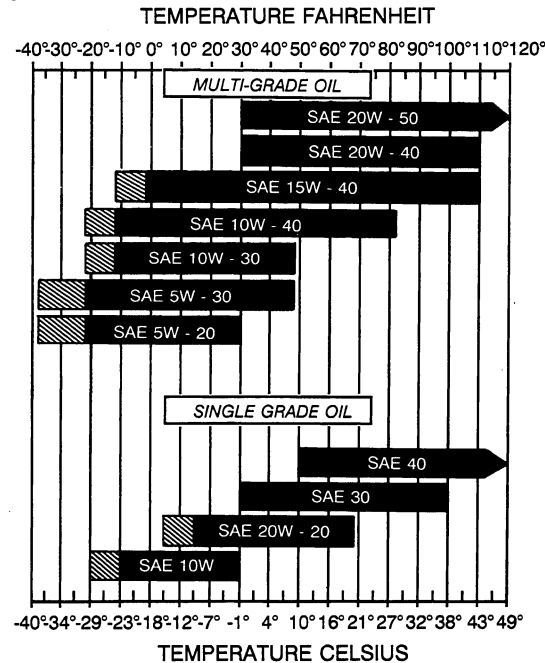 TEMPERATURE FAHRENHEIT
-40° -30° -20° -10° 0° 10° 20° 30° 40° 50° 60° 70° 80° 90° 100° 110° 120°
MULTI-GRADE OIL
SAE 20W - 50
SAE 20W - 40
SAE 15W - 40
SAE 10W - 40
SAE 10W - 30
SAE 5W - 30
SAE 5W - 20
SINGLE GRADE OIL
SAE 40
SAE 30
SAE 20W - 20
SAE 10W
-40° -34° -29° -23° -18° -12° -7° -1° 4° 10° 16° 21° 27° 32° 38° 43° 49°
TEMPERATURE CELSIUS